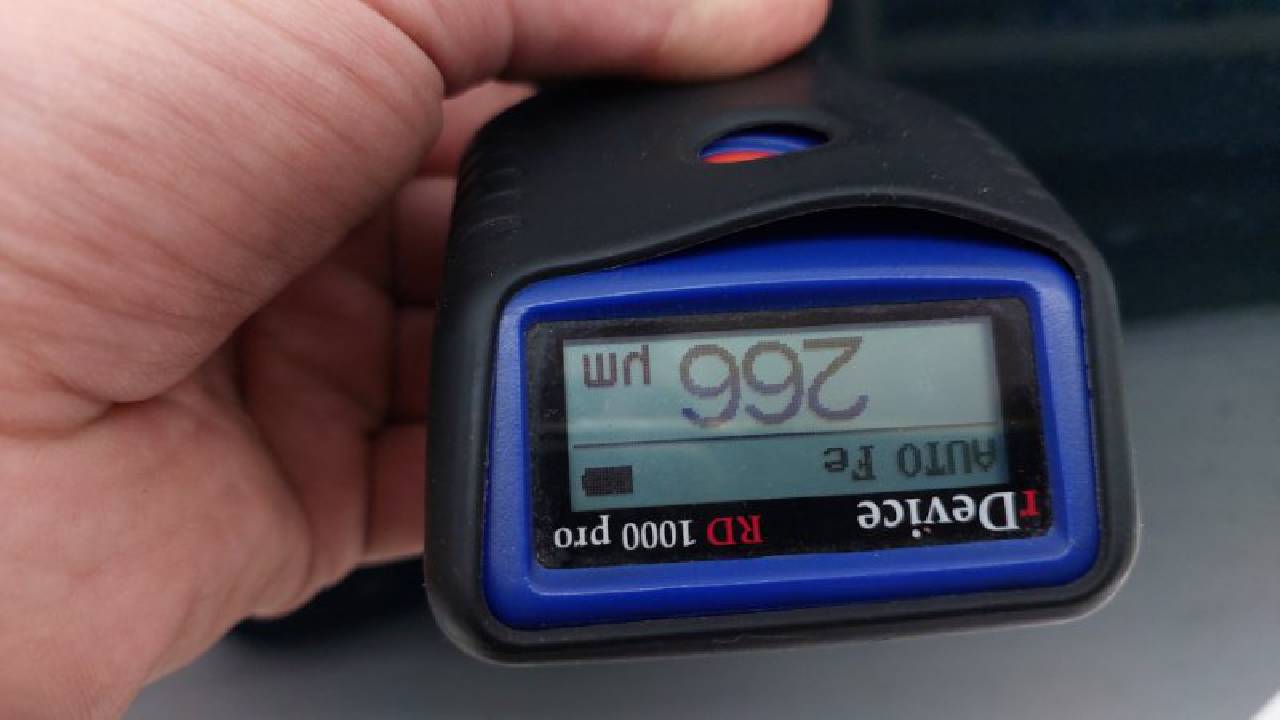 rDevice RD 1000 pro
AUTO Fe
266 µm